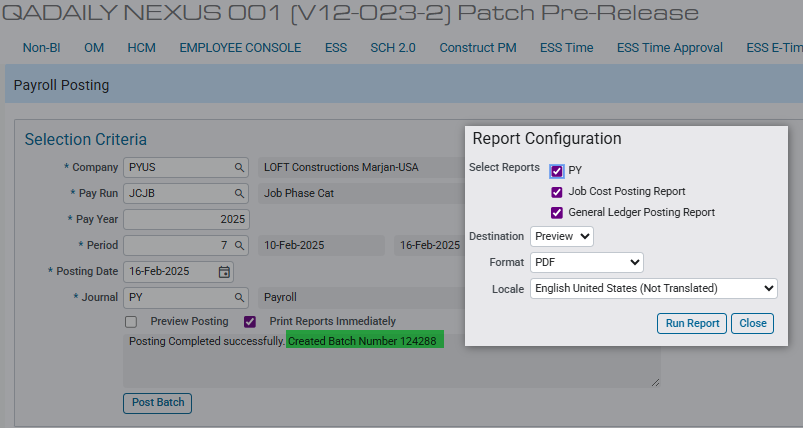 QADAILY NEXUS 001 (V12-023-2) Patch Pre-Release
Non-BI OM HCM EMPLOYEE CONSOLE ESS SCH 2.0 Construct PM ESS Time ESS Time Approval ESS E-Tim
Payroll Posting
Selection Criteria
* Company PYUS LOFT Constructions Marjan-USA
* Pay Run JCJB Job Phase Cat
* Pay Year 2025
* Period 7 10-Feb-2025 16-Feb-2025
* Posting Date 16-Feb-2025
* Journal PY Payroll
Preview Posting Print Reports Immediately
Posting Completed successfully. Created Batch Number 124288
Post Batch
Report Configuration
Select Reports PY
Job Cost Posting Report
General Ledger Posting Report
Destination Preview
Format PDF
Locale English United States (Not Translated)
Run Report Close